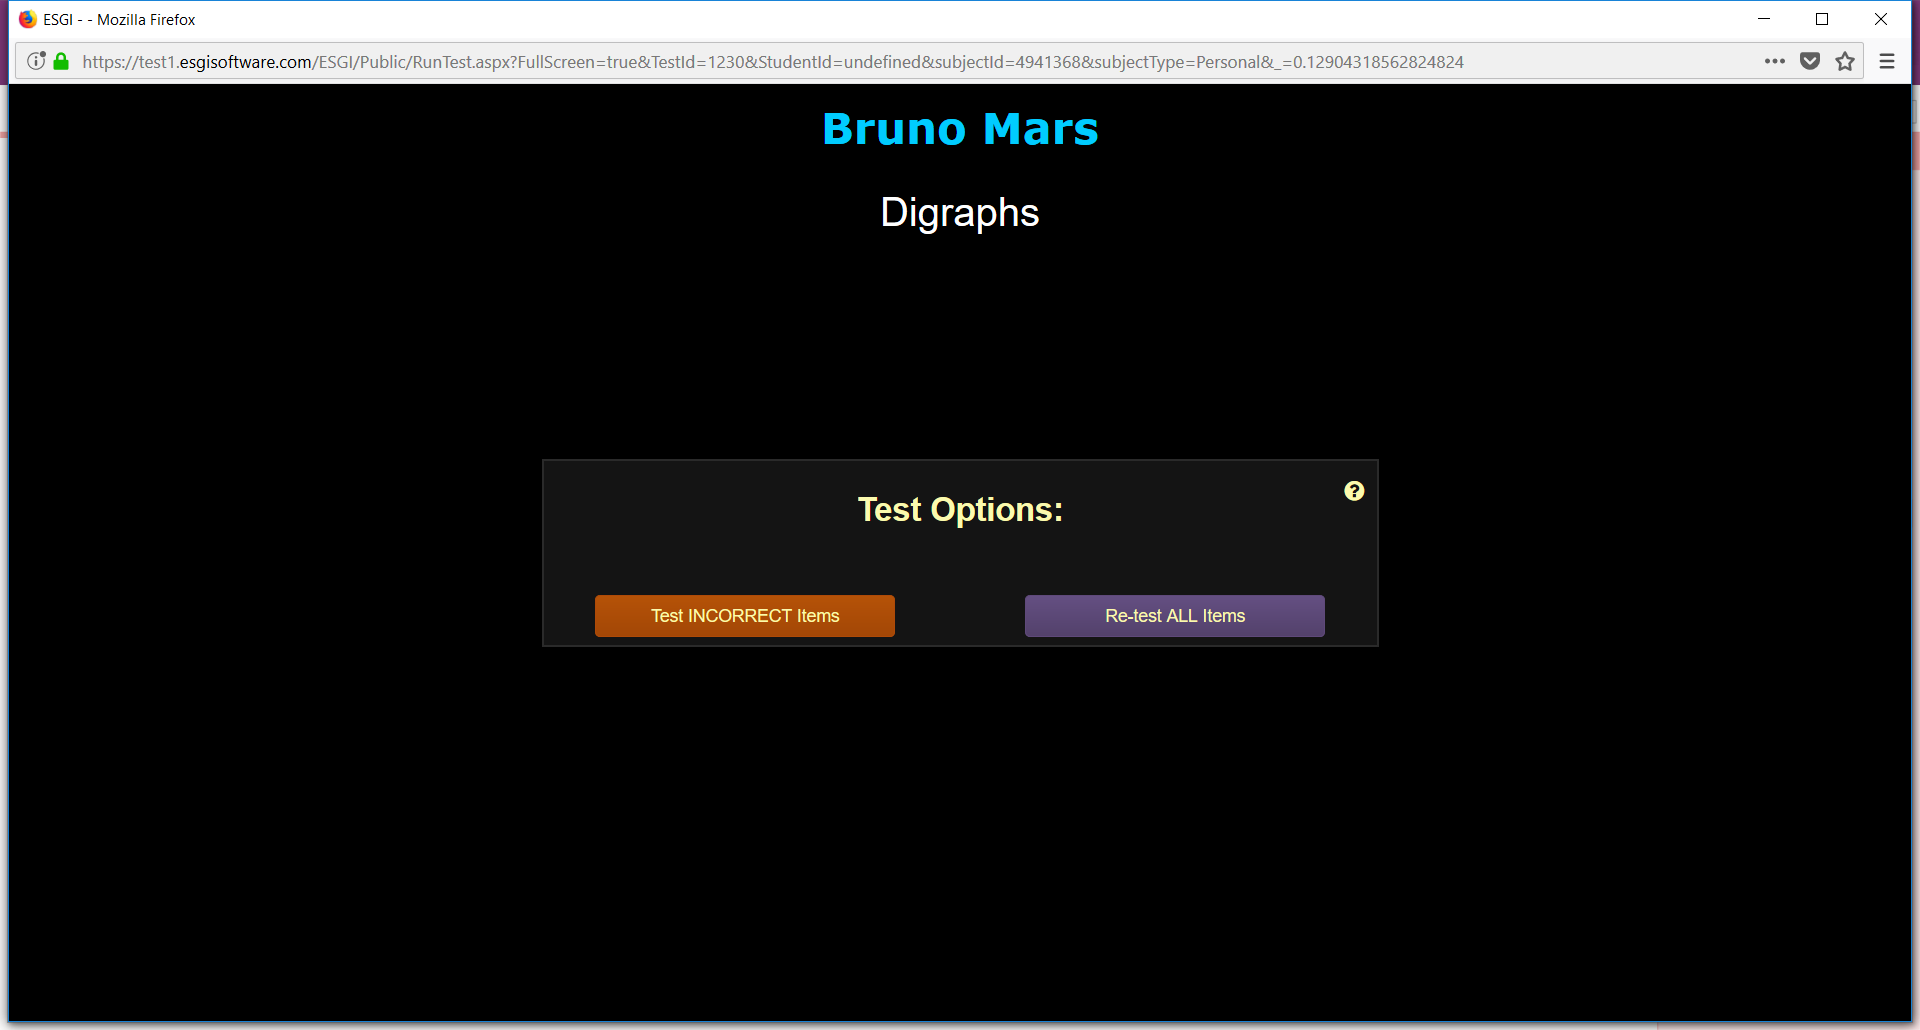 ESGI - - Mozilla Firefox
https://test1.esgisoftware.com/ESGI/Public/RunTest.aspx?FullScreen=true&TestId=1230&StudentId=undefined&subjectId=4941368&subjectType=Personal&_=0.12904318562824824
Bruno Mars
Digraphs
Test Options:
?
Test INCORRECT Items
Re-test ALL Items